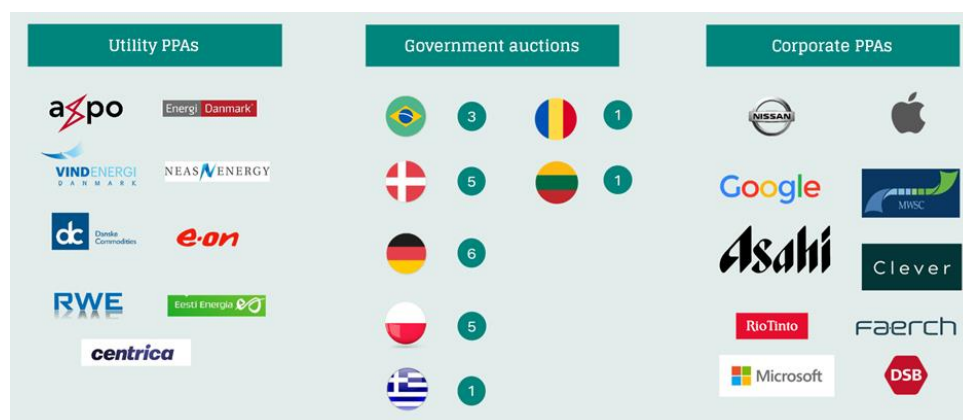 Utility PPAs
axpo
Energi Danmark
VINDENERGI
DANMARK
NEAS ENERGY
dc
Danske
Commodities
e·on
RWE
Eesti Energia
centrica
Government auctions
3
1
5
1
6
5
1
Corporate PPAs
NISSAN
Google
MWSC
Asahi
Clever
RioTinto
Faerch
Microsoft
DSB